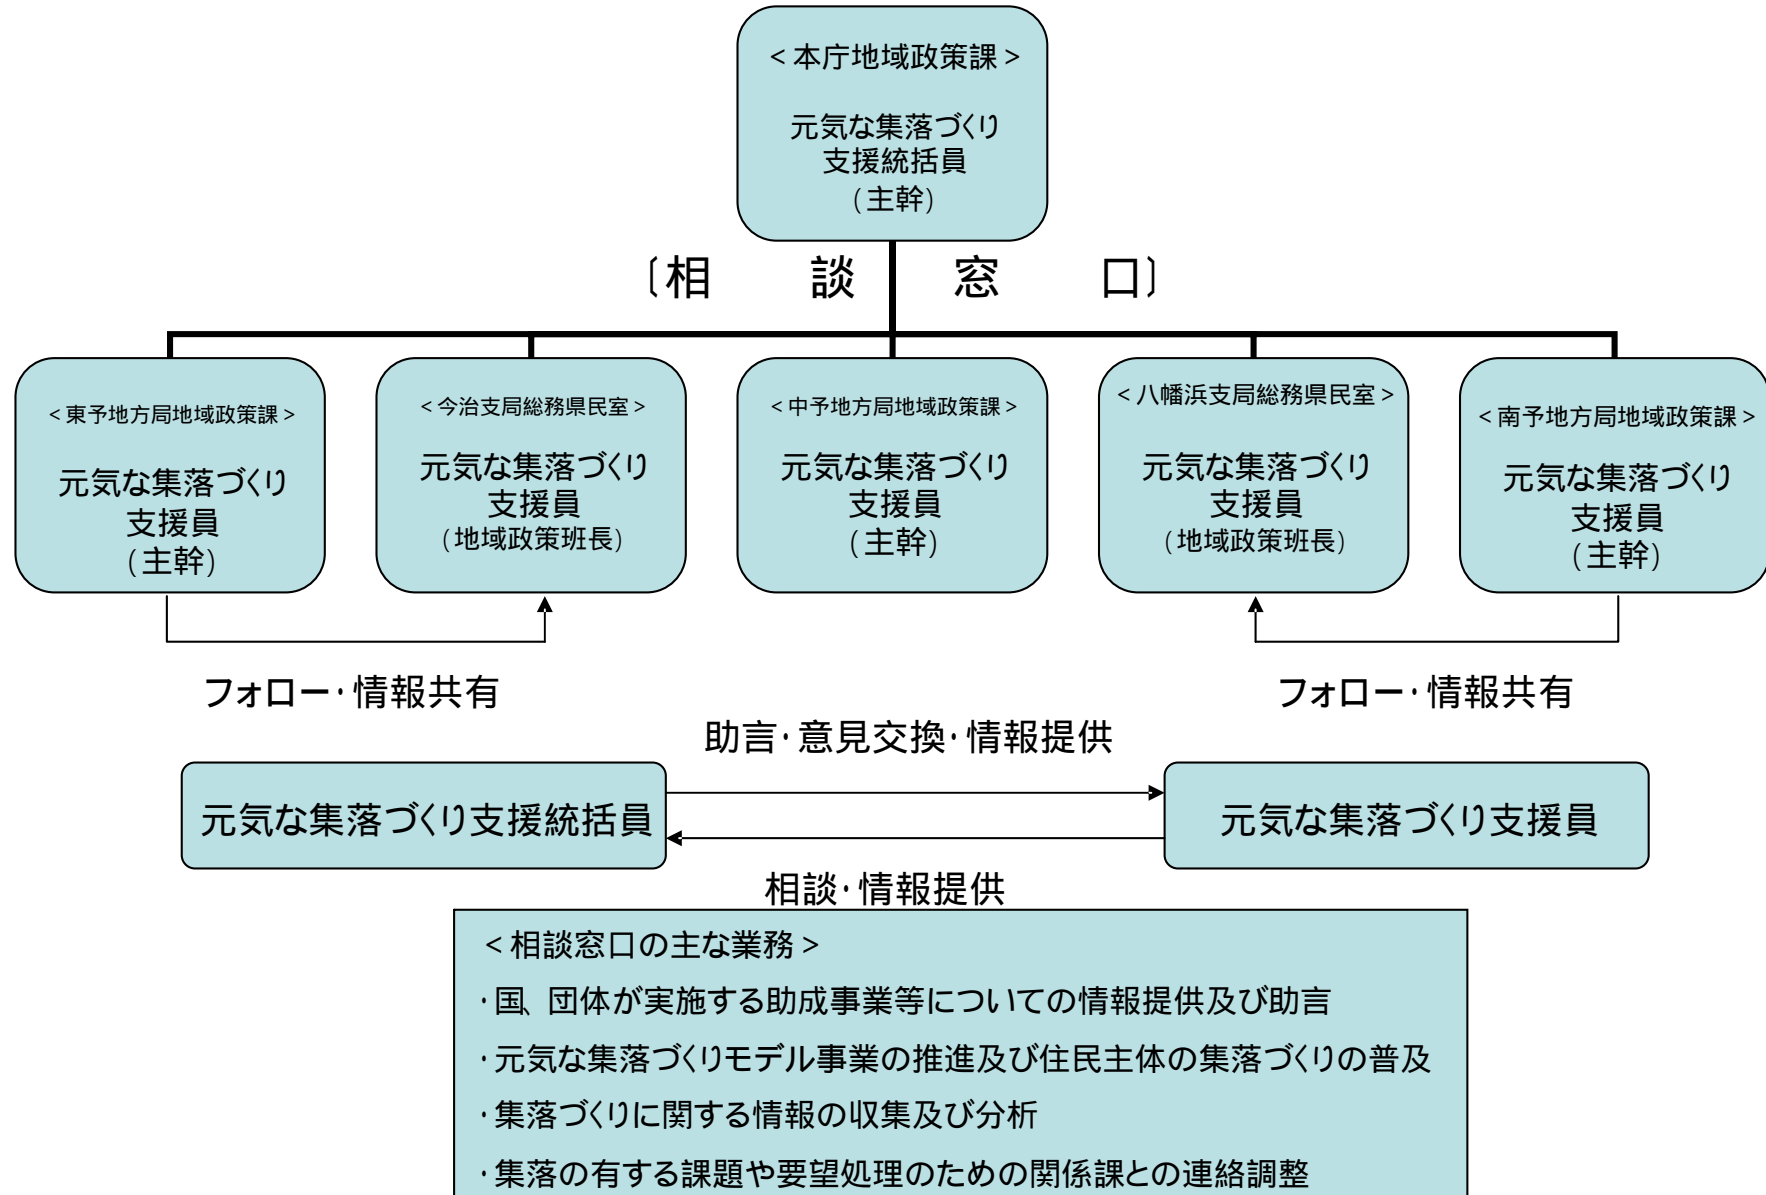 <本庁地域政策課>
元気な集落づくり
支援統括員
(主幹)
〔相 談 窓 口〕
<東予地方局地域政策課>
元気な集落づくり
支援員
(主幹)
<今治支局総務県民室>
元気な集落づくり
支援員
(地域政策班長)
<中予地方局地域政策課>
元気な集落づくり
支援員
(主幹)
<八幡浜支局総務県民室>
元気な集落づくり
支援員
(地域政策班長)
<南予地方局地域政策課>
元気な集落づくり
支援員
(主幹)
フォロー・情報共有
フォロー・情報共有
助言・意見交換・情報提供
元気な集落づくり支援統括員
元気な集落づくり支援員
相談・情報提供
<相談窓口の主な業務>
・国、団体が実施する助成事業等についての情報提供及び助言
・元気な集落づくりモデル事業の推進及び住民主体の集落づくりの普及
・集落づくりに関する情報の収集及び分析
・集落の有する課題や要望処理のための関係課との連絡調整